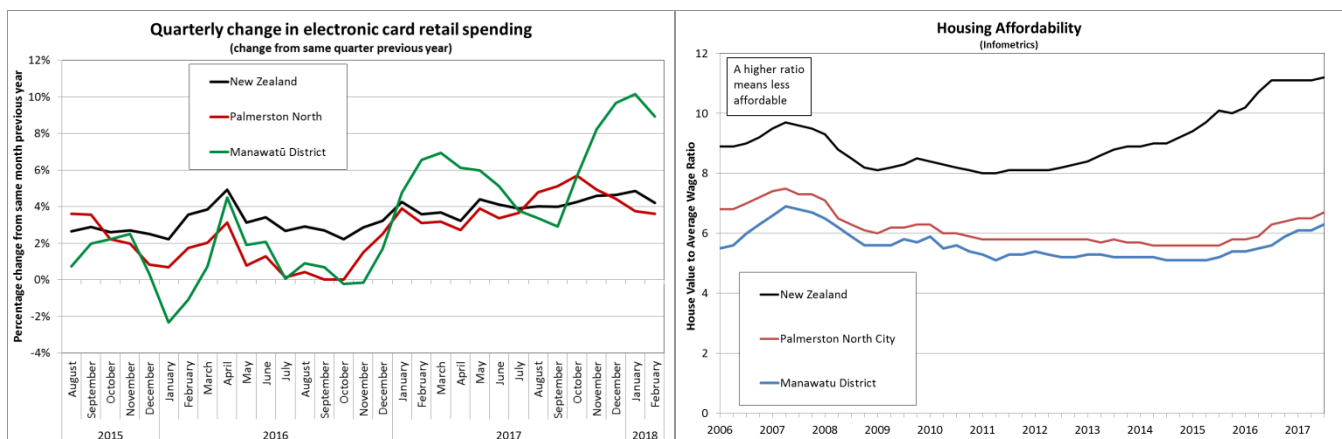 Quarterly change in electronic card retail spending
(change from same quarter previous year)
Percentage change from same month previous year
12%
10%
8%
6%
4%
2%
0%
-2%
-4%
New Zealand
Palmerston North
Manawatū District
August
September
October
November
December
January
February
March
April
May
June
July
August
September
October
November
December
January
February
March
April
May
June
July
August
September
October
November
December
January
February
2015
2016
2017
2018
Housing Affordability
(Infometrics)
House Value to Average Wage Ratio
12
10
8
6
4
2
0
A higher ratio
means less
affordable
New Zealand
Palmerston North City
Manawatu District
2006
2007
2008
2009
2010
2011
2012
2013
2014
2015
2016
2017